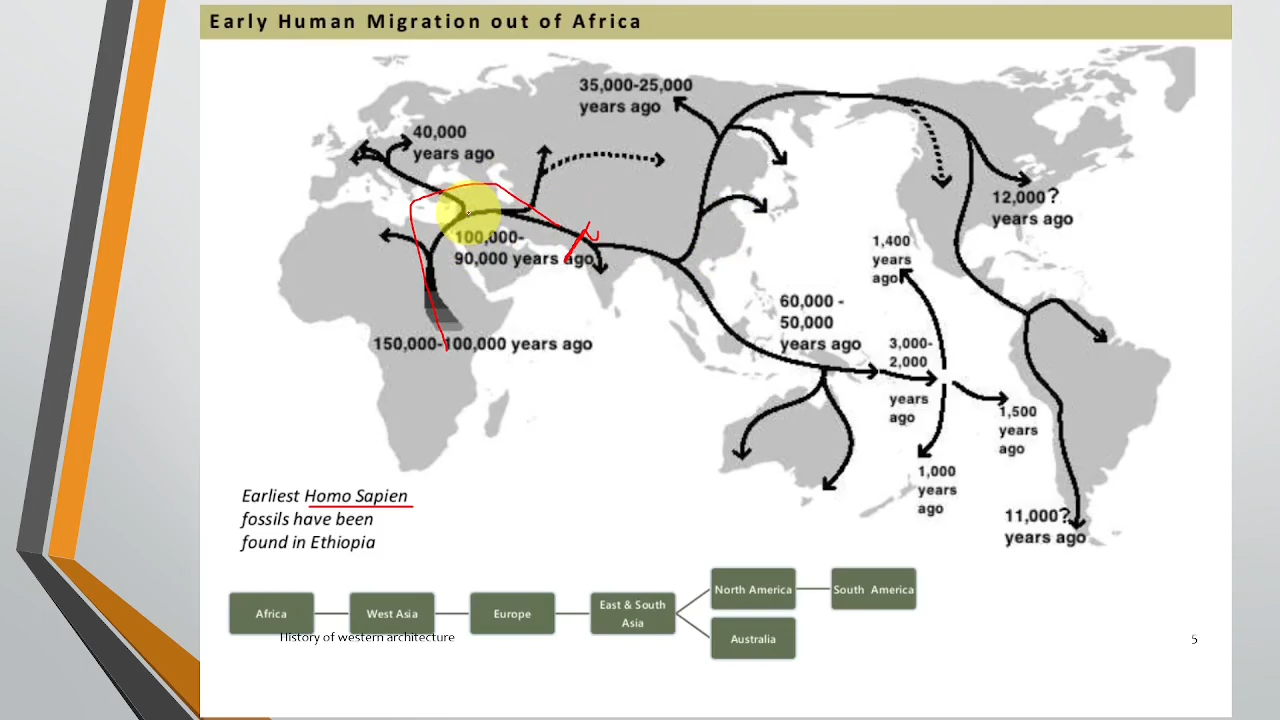 Early Human Migration out of Africa
35,000-25,000
years ago
40,000
years ago
12,000?
years ago
100,000-
90,000 years ago
1,400
years
ago
60,000 -
50,000
years ago
3,000-
2,000
years
ago
150,000-100,000 years ago
1,500
years
ago
1,000
years
ago
11,000?
years ago
Earliest Homo Sapien
fossils have been
found in Ethiopia
Africa
West Asia
Europe
East & South
Asia
North America
South America
Australia
History of western architecture
5